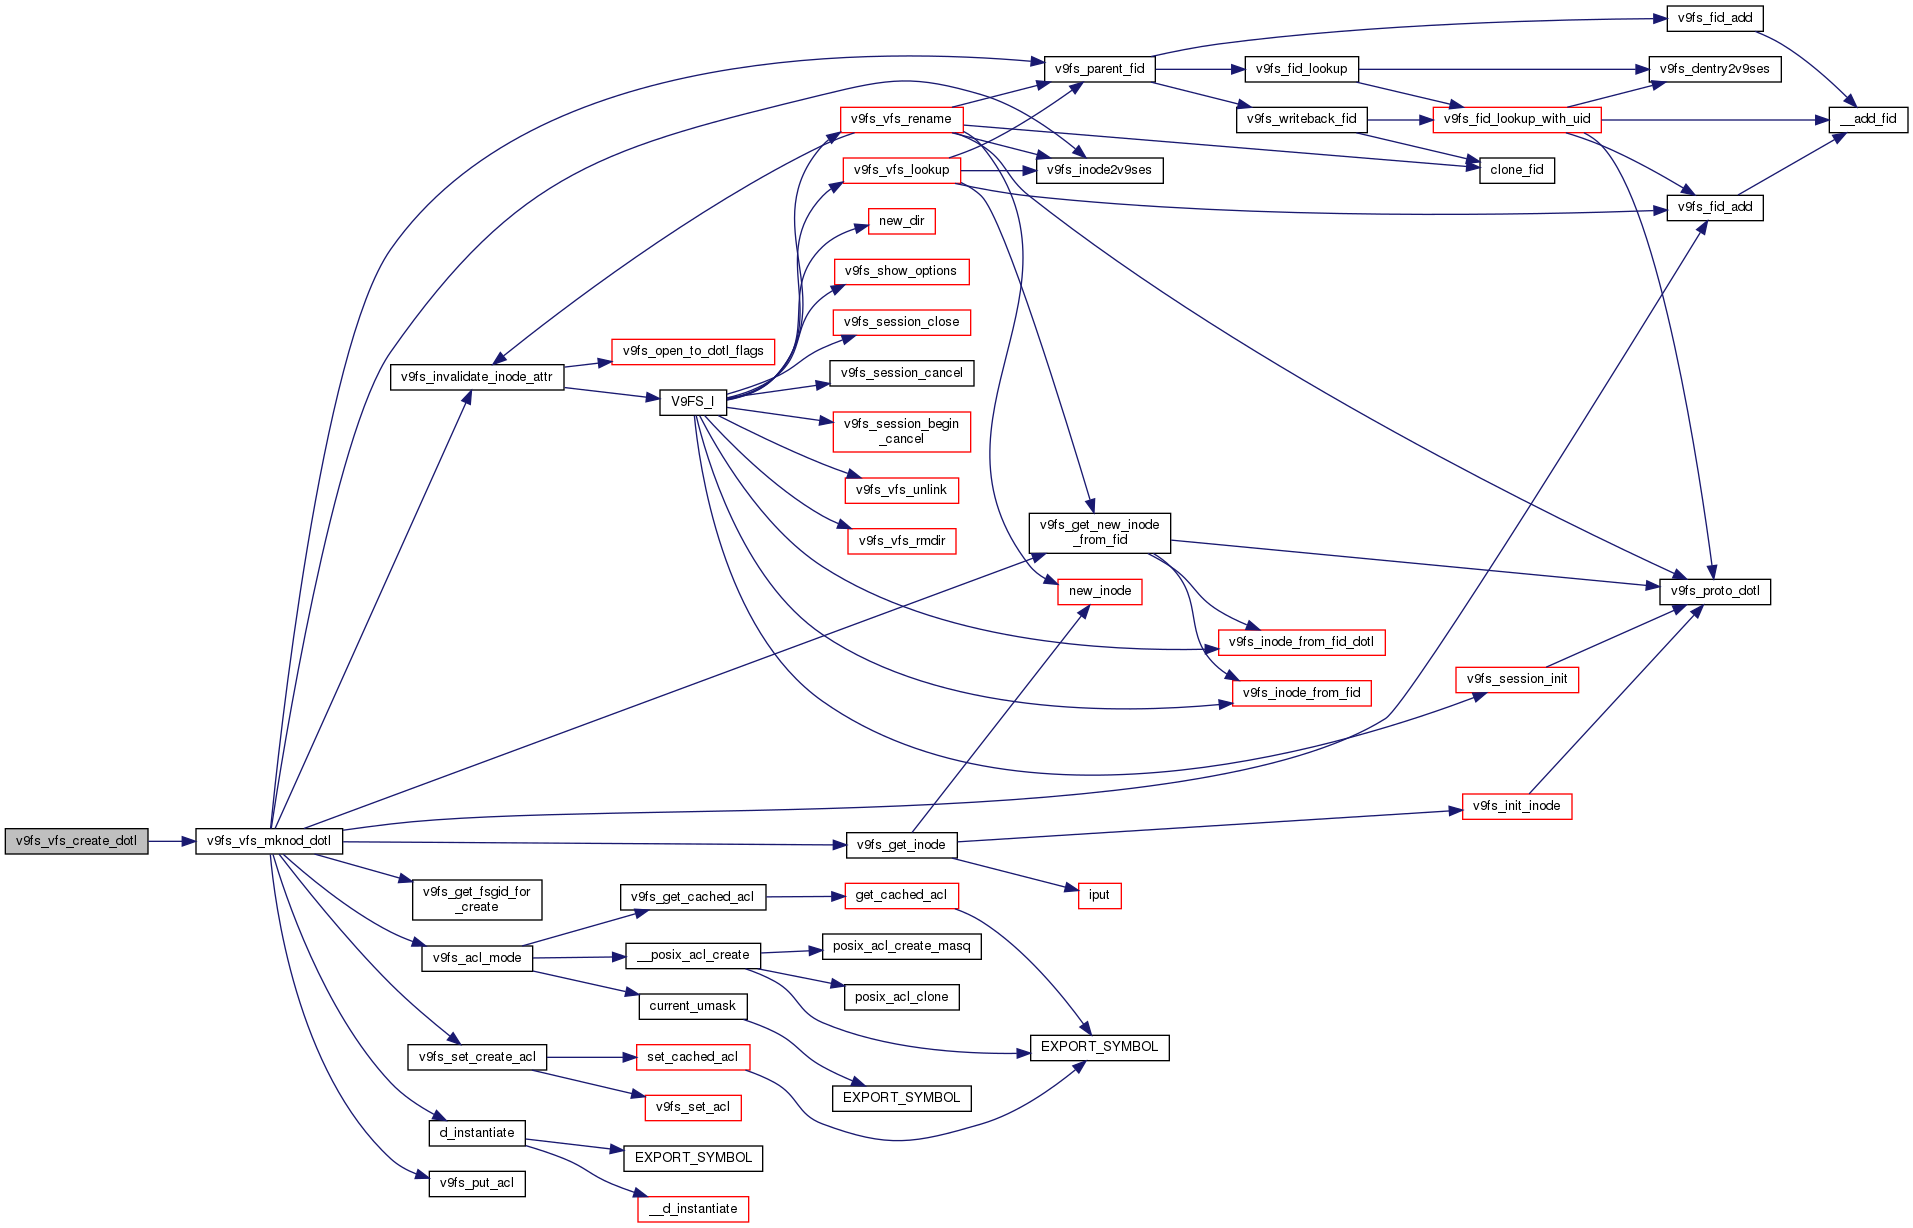 v9fs_fid_add
v9fs_parent_fid
v9fs_fid_lookup
v9fs_dentry2v9ses
v9fs_vfs_rename
v9fs_writeback_fid
v9fs_fid_lookup_with_uid
__add_fid
v9fs_vfs_lookup
v9fs_inode2v9ses
clone_fid
v9fs_fid_add
new_dir
v9fs_show_options
v9fs_session_close
v9fs_open_to_dotl_flags
v9fs_invalidate_inode_attr
v9fs_session_cancel
V9FS_I
v9fs_session_begin
_cancel
v9fs_vfs_unlink
v9fs_get_new_inode
_from_fid
v9fs_vfs_rmdir
new_inode
v9fs_proto_dotl
v9fs_inode_from_fid_dotl
v9fs_session_init
v9fs_inode_from_fid
v9fs_init_inode
v9fs_vfs_create_dotl
v9fs_vfs_mknod_dotl
v9fs_get_inode
v9fs_get_fsgid_for
_create
v9fs_get_cached_acl
get_cached_acl
iput
v9fs_acl_mode
__posix_acl_create
posix_acl_create_masq
posix_acl_clone
current_umask
EXPORT_SYMBOL
v9fs_set_create_acl
set_cached_acl
EXPORT_SYMBOL
v9fs_set_acl
d_instantiate
EXPORT_SYMBOL
v9fs_put_acl
__d_instantiate